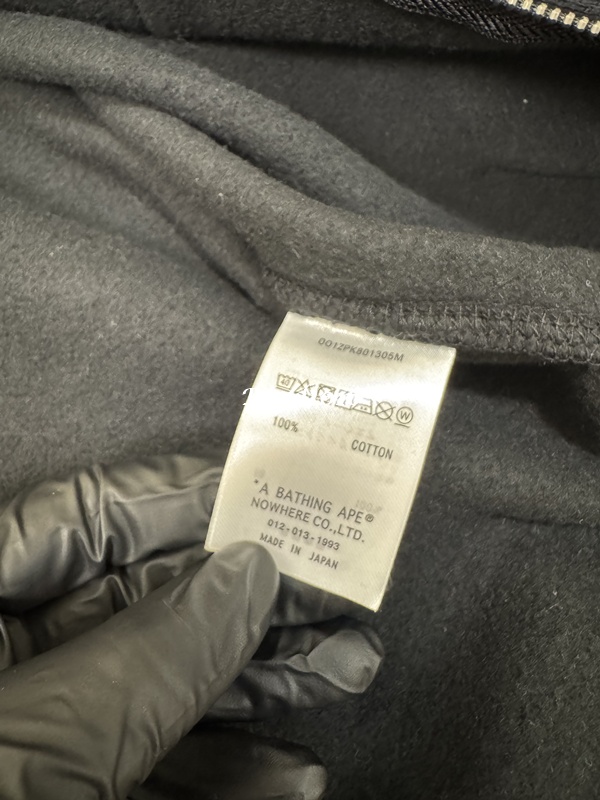 001ZPK801305M
100%
COTTON
*A BATHING APE®
NOWHERE CO.,LTD.
012-013-1993
MADE IN JAPAN